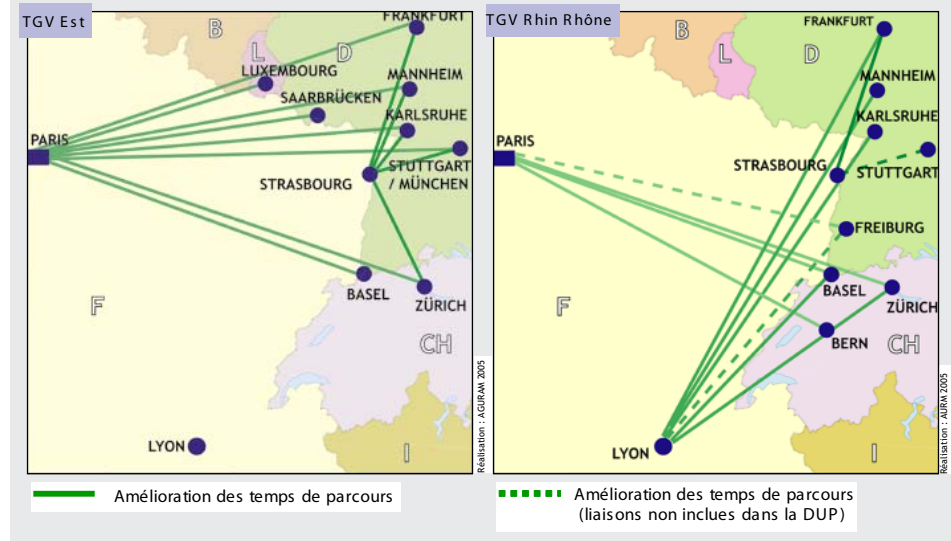 TGV Est
FRANKFURT
B
L
D
LUXEMBOURG
MANNHEIM
SAARBRÜCKEN
KARLSRUHE
PARIS
STUTTGART
/ MÜNCHEN
STRASBOURG
BASEL
ZÜRICH
F
CH
LYON
I
Réalisation : AGURAM 2005
Amélioration des temps de parcours
TGV Rhin Rhône
FRANKFURT
B
L
D
MANNHEIM
KARLSRUHE
PARIS
STRASBOURG
STUTTGART
FREIBURG
BASEL
ZÜRICH
F
BERN
CH
LYON
I
Réalisation : AURM 2005
Amélioration des temps de parcours
(liaisons non inclues dans la DUP)